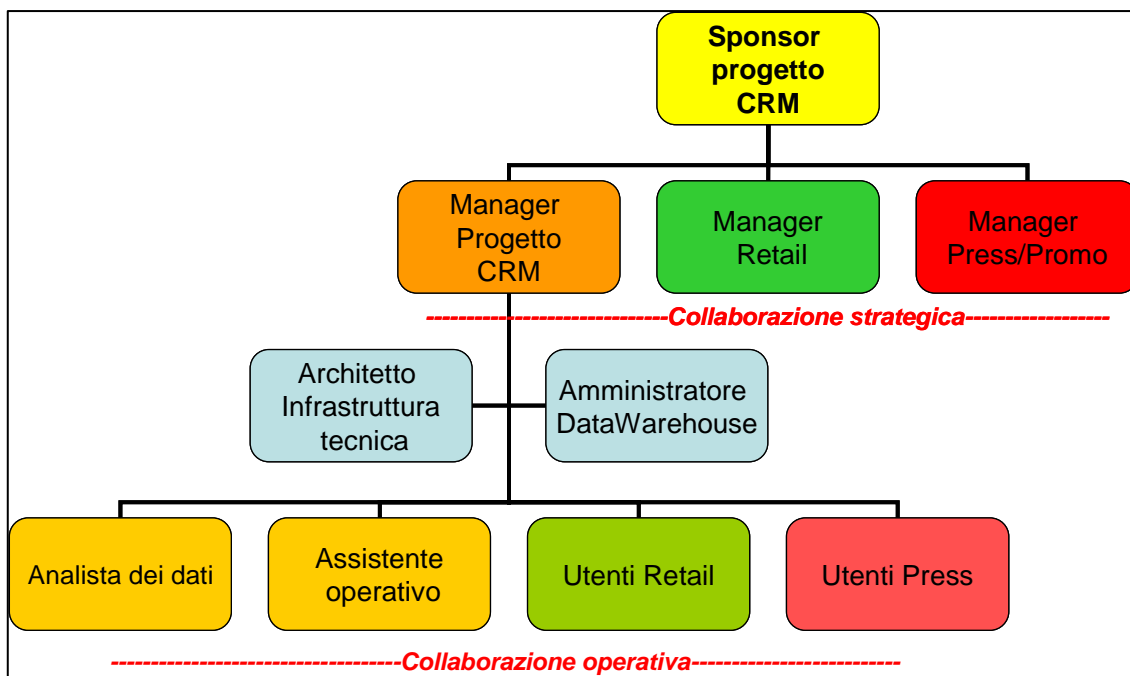 Sponsor
progetto
CRM
Manager
Progetto
CRM
Manager
Retail
Manager
Press/Promo
------------------------------Collaborazione strategica------------------
Architetto
Infrastruttura
tecnica
Amministratore
DataWarehouse
Analista dei dati
Assistente
operativo
Utenti Retail
Utenti Press
------------------------------------Collaborazione operativa--------------------------